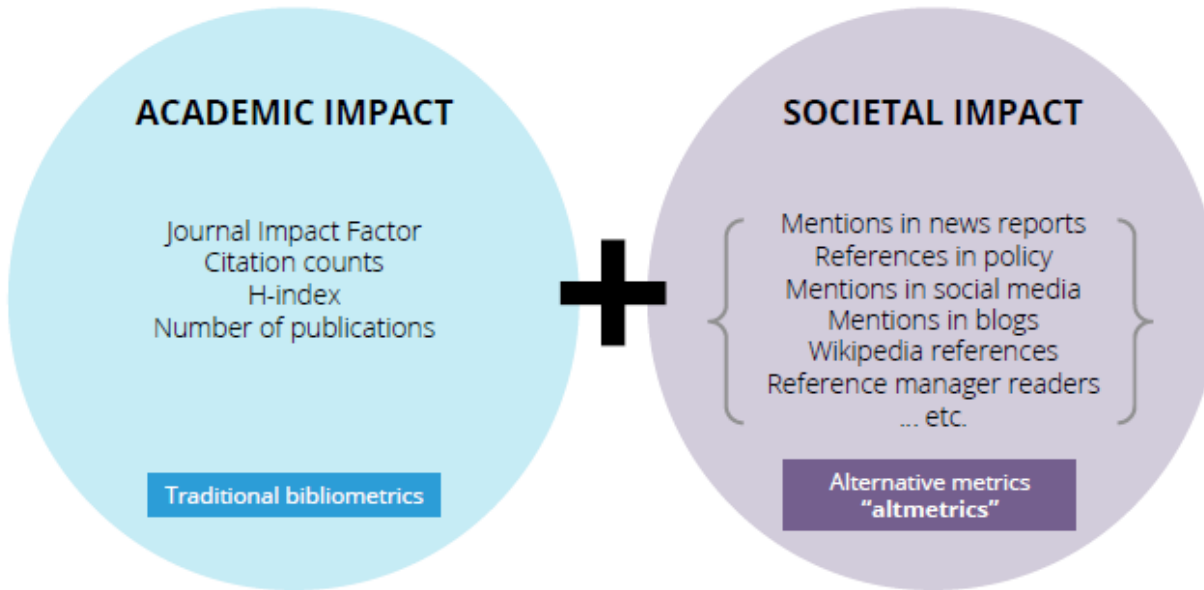 ACADEMIC IMPACT
Journal Impact Factor
Citation counts
H-index
Number of publications
Traditional bibliometrics
SOCIETAL IMPACT
Mentions in news reports
References in policy
Mentions in social media
Mentions in blogs
Wikipedia references
Reference manager readers
... etc.
Alternative metrics
“altmetrics”